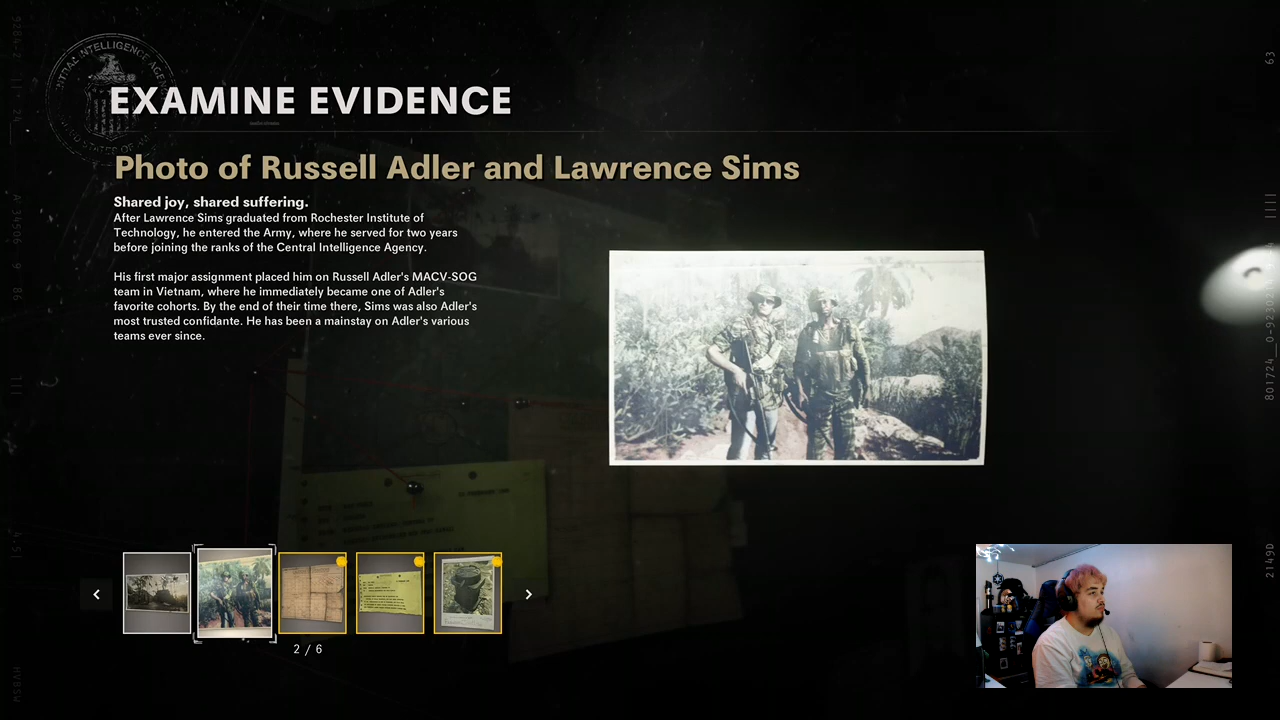 EXAMINE EVIDENCE
Photo of Russell Adler and Lawrence Sims
Shared joy, shared suffering.
After Lawrence Sims graduated from Rochester Institute of
Technology, he entered the Army, where he served for two years
before joining the ranks of the Central Intelligence Agency.
His first major assignment placed him on Russell Adler's MACV-SOG
team in Vietnam, where he immediately became one of Adler's
favorite cohorts. By the end of their time there, Sims was also Adler's
most trusted confidante. He has been a mainstay on Adler's various
teams ever since.
2 / 6
63
2149D